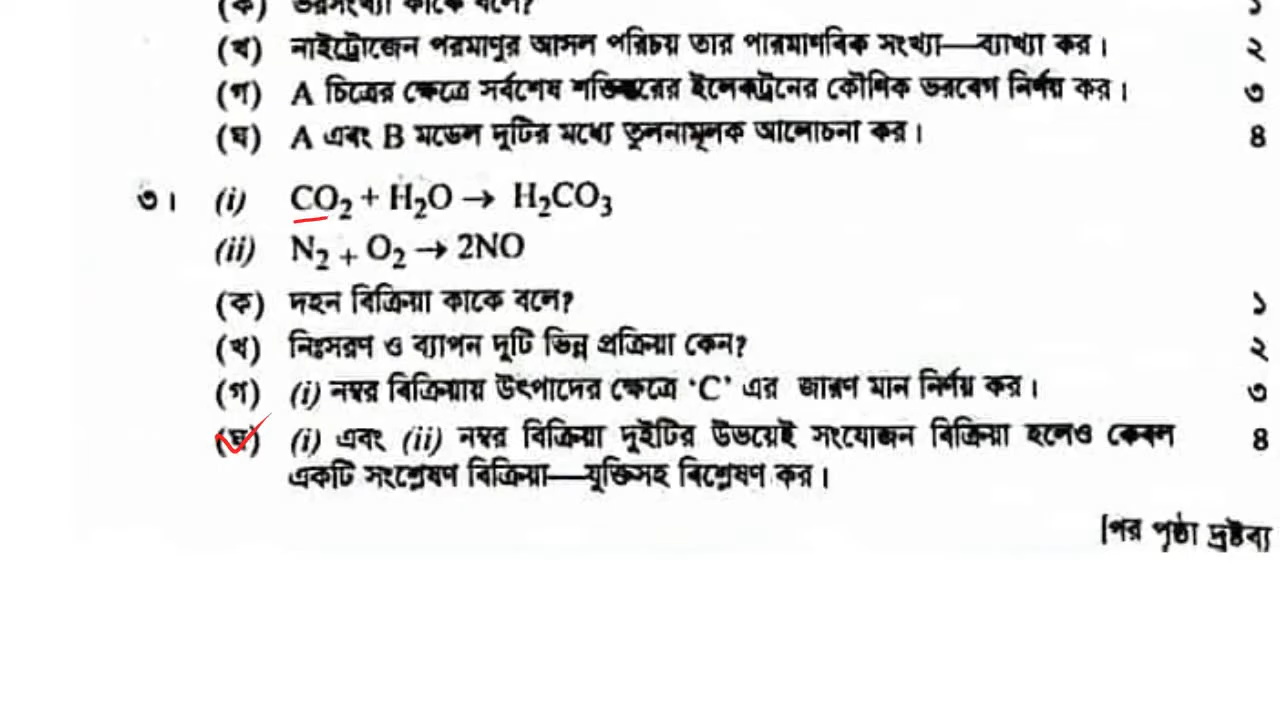 (ক) ভরসংখ্যা কাকে বলে? ১
(খ) নাইট্রোজেন পরমাণুর আসল পরিচয় তার পারমাণবিক সংখ্যা—ব্যাখ্যা কর। ২
(গ) A চিত্রের ক্ষেত্রে সর্বশেষ শক্তিস্তরের ইলেকট্রনের কৌণিক ভরবেগ নির্ণয় কর। ৩
(ঘ) A এবং B মডেল দুটির মধ্যে তুলনামূলক আলোচনা কর। ৪
৩। (i) CO₂ + H₂O → H₂CO₃
(ii) N₂ + O₂ → 2NO
(ক) দহন বিক্রিয়া কাকে বলে? ১
(খ) নিঃসরণ ও ব্যাপন দুটি ভিন্ন প্রক্রিয়া কেন? ২
(গ) (i) নম্বর বিক্রিয়ায় উৎপাদের ক্ষেত্রে ‘C’ এর জারণ মান নির্ণয় কর। ৩
(ঘ) (i) এবং (ii) নম্বর বিক্রিয়া দুইটির উভয়েই সংযোজন বিক্রিয়া হলেও কেবল ৪
একটি সংশ্লেষণ বিক্রিয়া—যুক্তিসহ বিশ্লেষণ কর।
[পর পৃষ্ঠা দ্রষ্টব্য